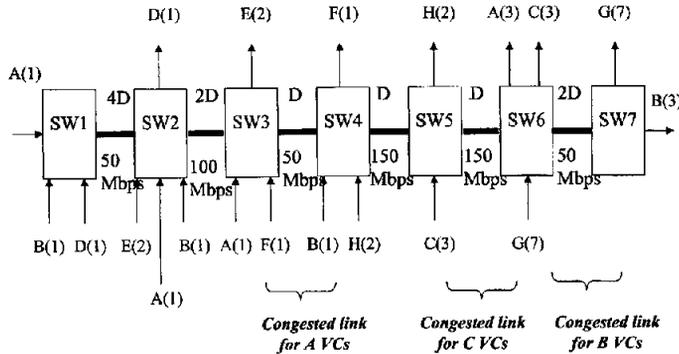 D(1) E(2) F(1) H(2) A(3) C(3) G(7)
A(1)
4D 2D D D D 2D
B(3)
SW1 SW2 SW3 SW4 SW5 SW6 SW7
50 Mbps
100 Mbps
50 Mbps
150 Mbps
150 Mbps
50 Mbps
B(1) D(1) E(2) B(1) A(1) F(1) B(1) H(2) C(3) G(7)
A(1)
Congested link
for A VCs
Congested link
for C VCs
Congested link
for B VCs